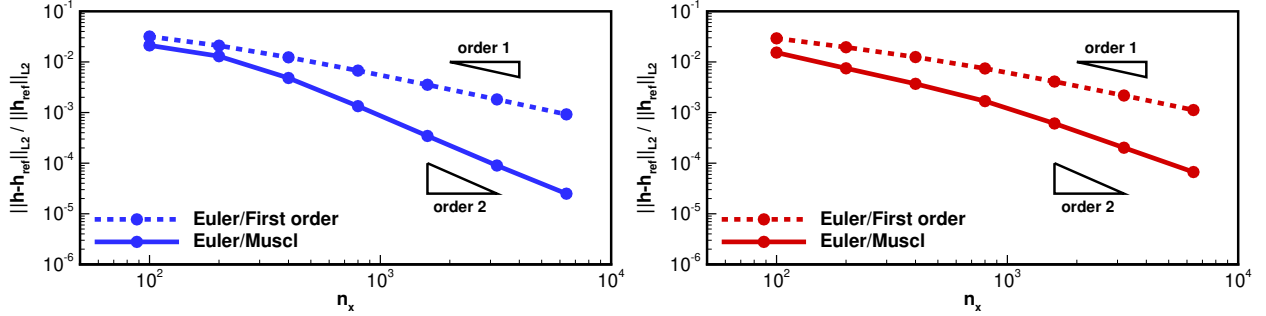 ||h-h_ref||_L2 / ||h_ref||_L2
10^-1
10^-2
10^-3
10^-4
10^-5
10^-6
order 1
order 2
Euler/First order
Euler/Muscl
10^2
10^3
10^4
n_x
||h-h_ref||_L2 / ||h_ref||_L2
10^-1
10^-2
10^-3
10^-4
10^-5
10^-6
order 1
order 2
Euler/First order
Euler/Muscl
10^2
10^3
10^4
n_x